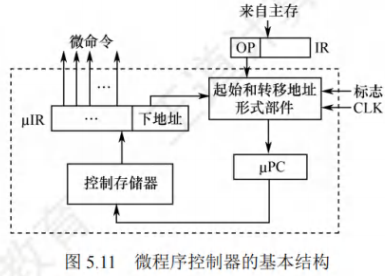 来自主存
微命令
OP
IR
…
起始和转移地址
形式部件
标志
CLK
μIR
…
下地址
μPC
控制存储器
图 5.11 微程序控制器的基本结构